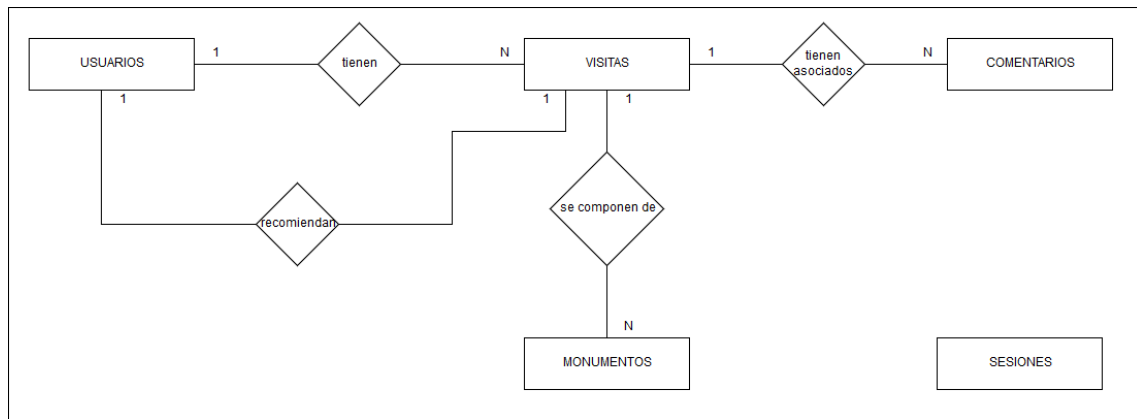 USUARIOS
1
tienen
N
VISITAS
1
tienen
asociados
N
COMENTARIOS
1
1
1
recomiendan
se componen de
N
MONUMENTOS
SESIONES